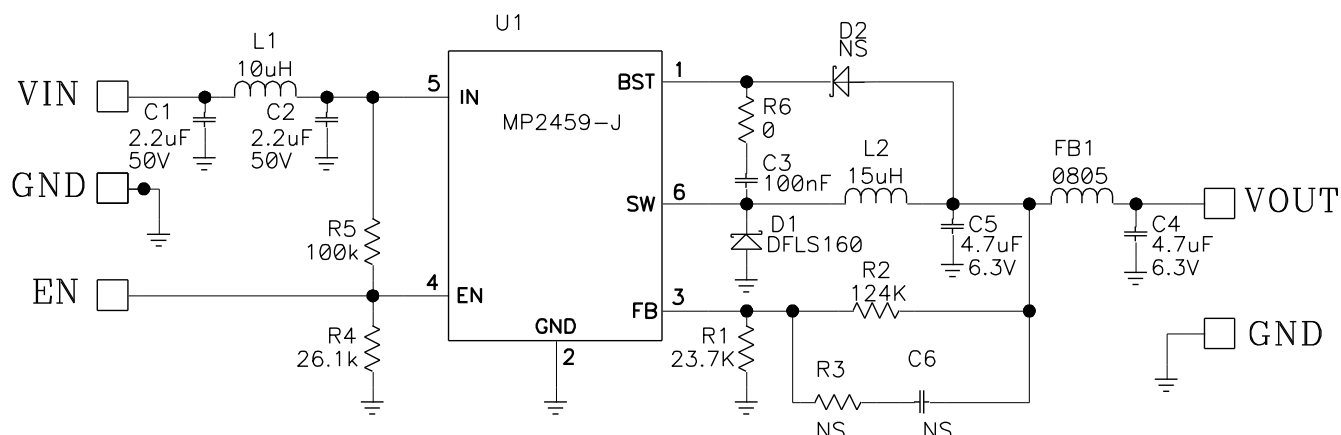 U1
VIN
C1
2.2uF
50V
L1
10uH
C2
2.2uF
50V
5
IN
MP2459-J
BST
1
D2
NS
R6
0
C3
100nF
L2
15uH
FB1
0805
GND
SW
6
VOUT
D1
DFLS160
C5
4.7uF
6.3V
C4
4.7uF
6.3V
R5
100k
EN
4
EN
FB
3
R2
124K
GND
2
R4
26.1k
R1
23.7K
R3
NS
C6
NS
GND